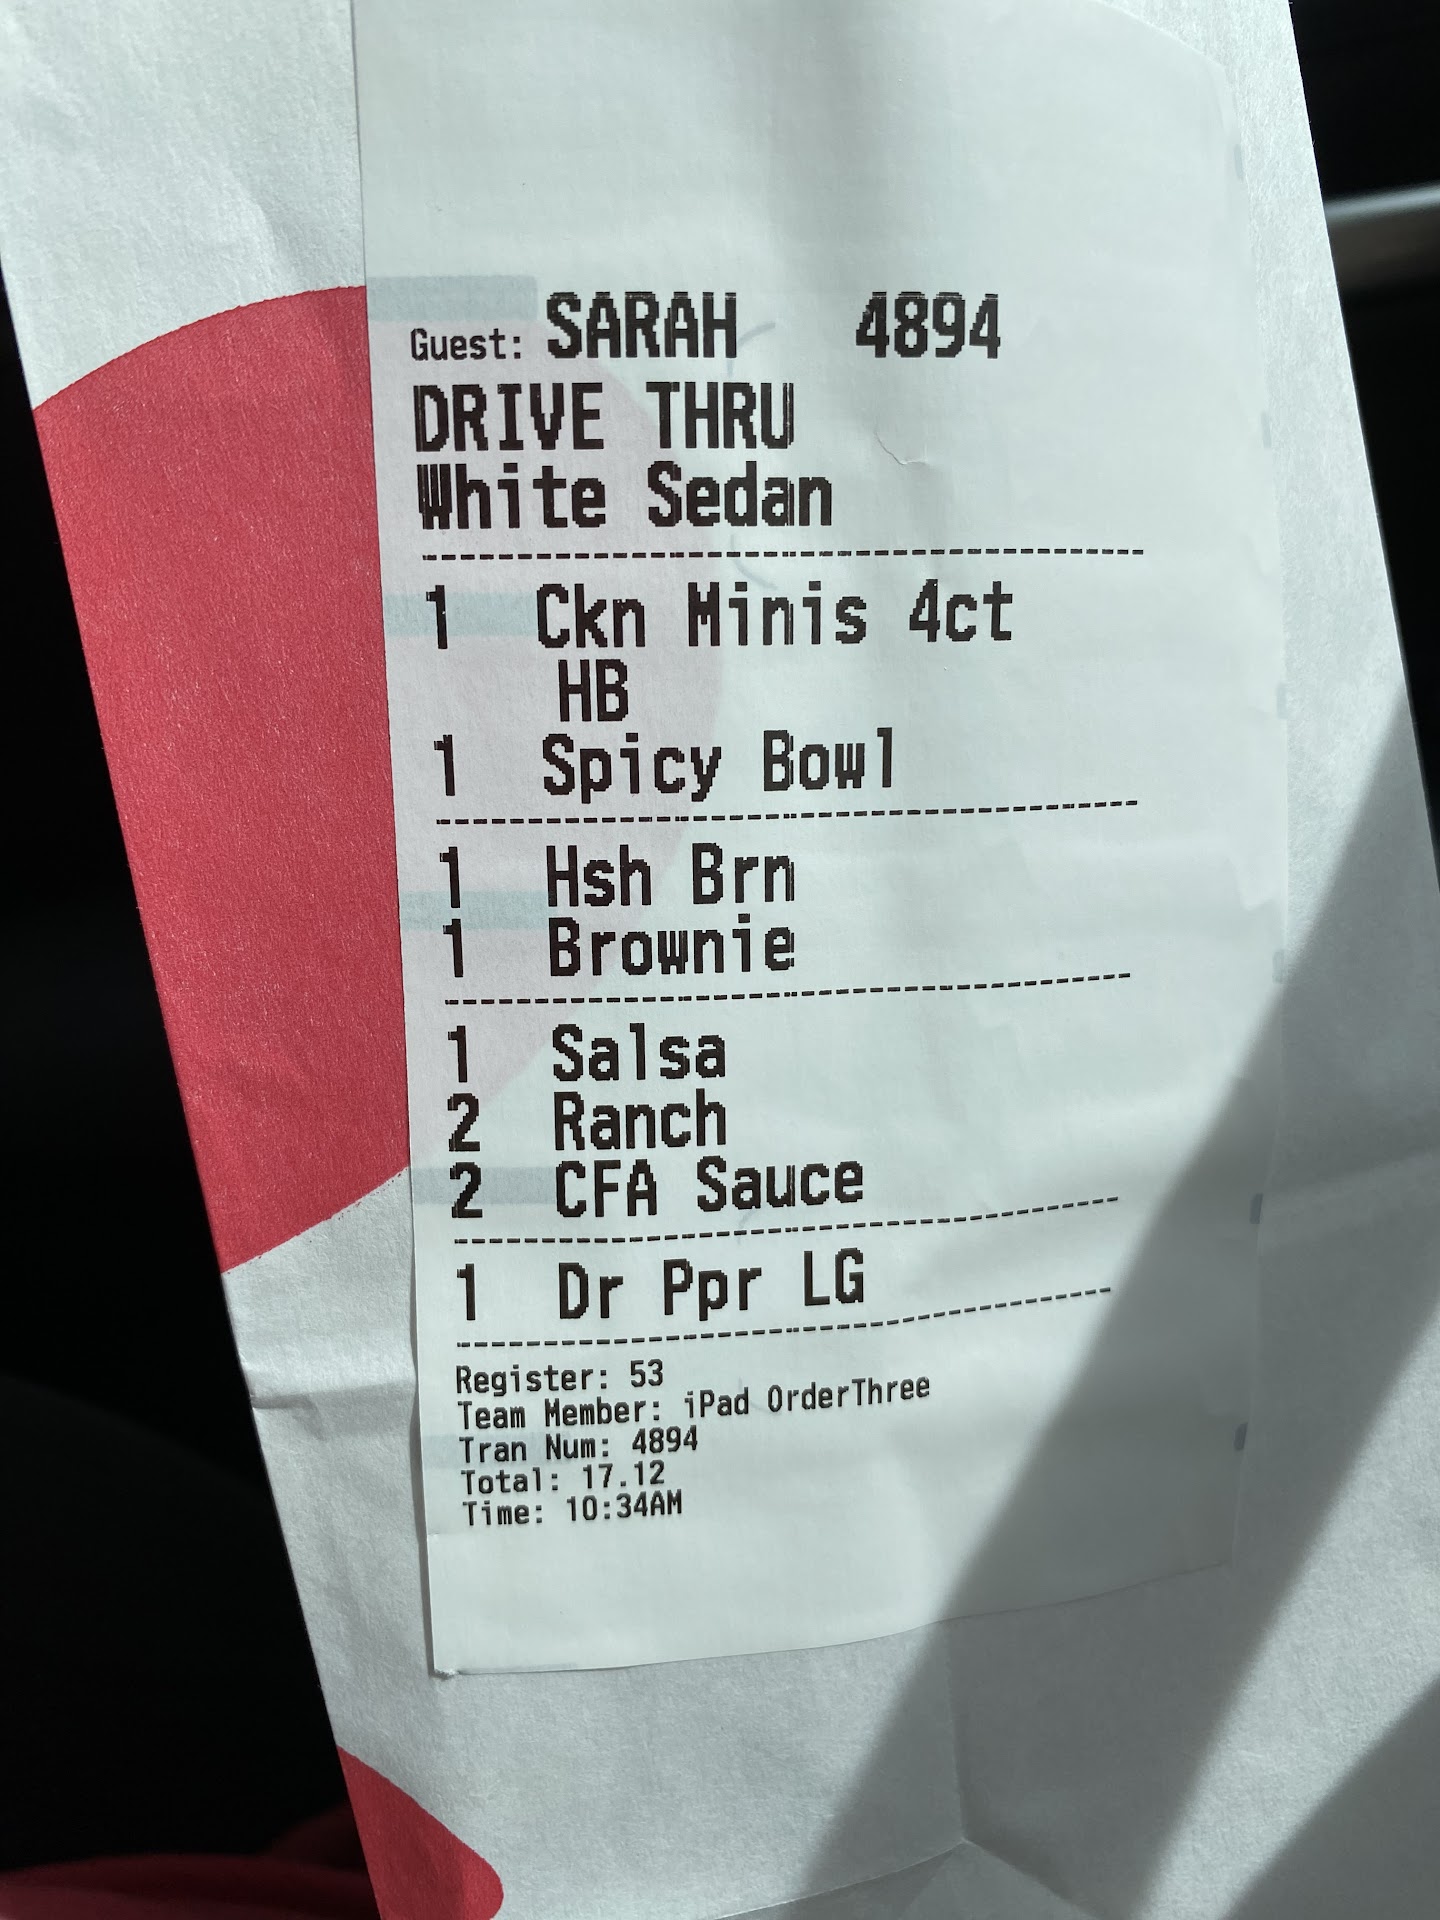 Guest: SARAH 4894
DRIVE THRU
White Sedan
1 Ckn Minis 4ct
HB
1 Spicy Bowl
1 Hsh Brn
1 Brownie
1 Salsa
2 Ranch
2 CFA Sauce
1 Dr Ppr LG
Register: 53
Team Member: iPad OrderThree
Tran Num: 4894
Total: 17.12
Time: 10:34AM